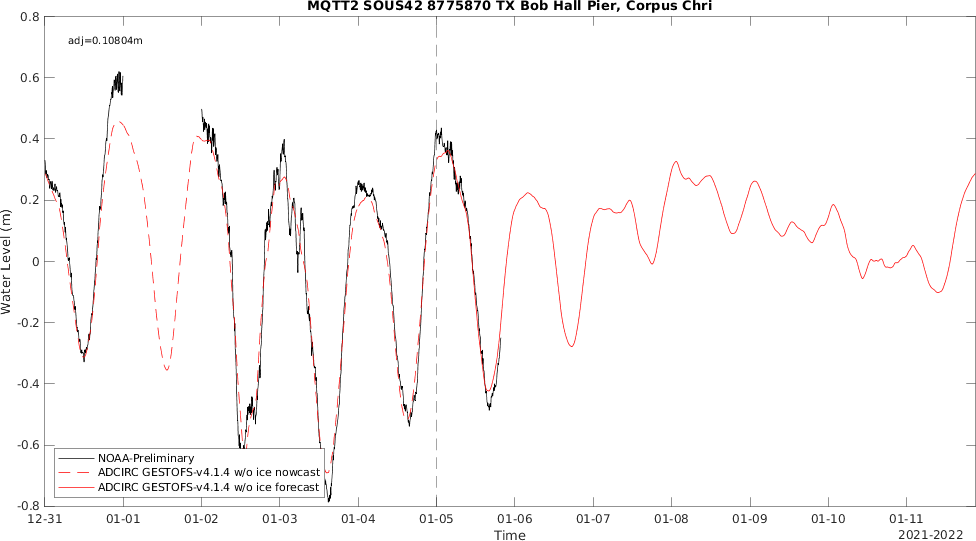 MQTT2 SOUS42 8775870 TX Bob Hall Pier, Corpus Chri
adj=0.10804m
0.8
0.6
0.4
0.2
0
-0.2
-0.4
-0.6
-0.8
Water Level (m)
NOAA-Preliminary
ADCIRC GESTOFS-v4.1.4 w/o ice nowcast
ADCIRC GESTOFS-v4.1.4 w/o ice forecast
12-31 01-01 01-02 01-03 01-04 01-05 01-06 01-07 01-08 01-09 01-10 01-11
Time
2021-2022